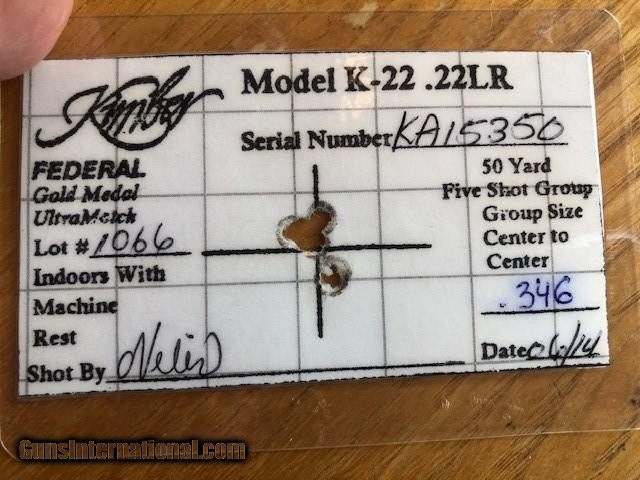 Kimber
Model K-22 .22LR
Serial Number KA15350
FEDERAL
Gold Medal
UltraMatch
Lot # 1066
Indoors With
Machine
Rest
Shot By
50 Yard
Five Shot Group
Group Size
Center to
Center
.346
Date 06/14
GunsInternational.com